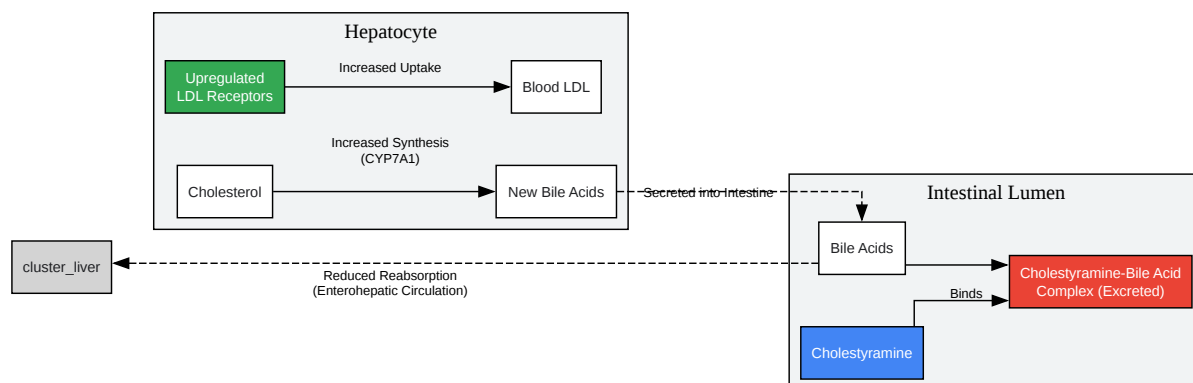 Hepatocyte
Upregulated
LDL Receptors
Increased Uptake
Blood LDL
Increased Synthesis
(CYP7A1)
Cholesterol
New Bile Acids
Secreted into Intestine
Intestinal Lumen
Bile Acids
cluster_liver
Reduced Reabsorption
(Enterohepatic Circulation)
Cholestyramine-Bile Acid
Complex (Excreted)
Binds
Cholestyramine